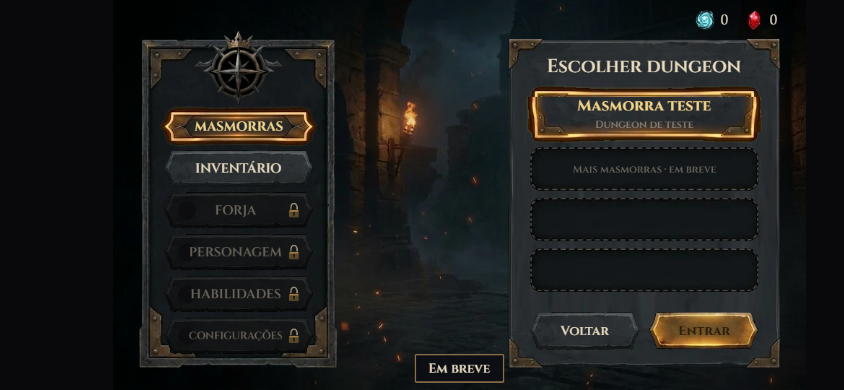 0 0
MASMORRAS
INVENTÁRIO
FORJA
PERSONAGEM
HABILIDADES
CONFIGURAÇÕES
ESCOLHER DUNGEON
MASMORRA TESTE
DUNGEON DE TESTE
MAIS MASMORRAS · EM BREVE
VOLTAR
ENTRAR
EM BREVE